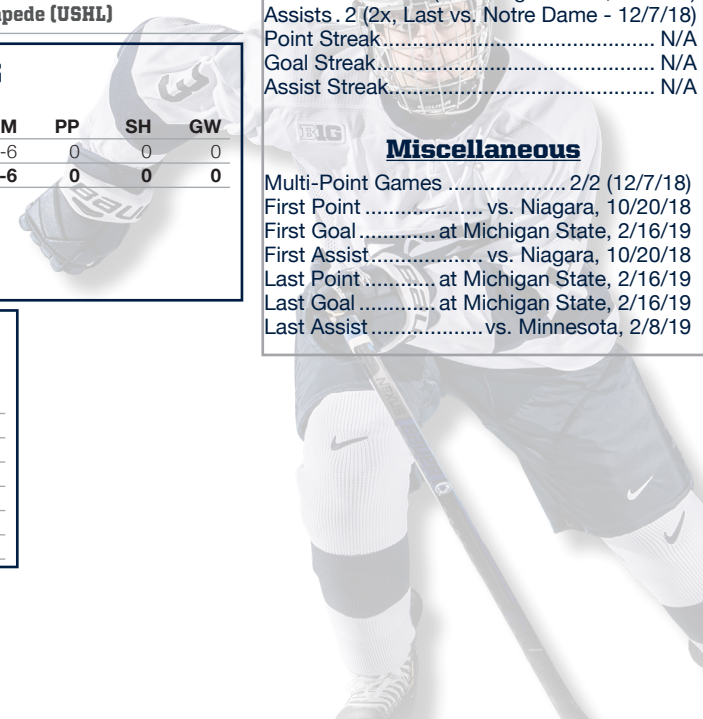 pede (USHL)
M PP SH GW
-6 0 0 0
-6 0 0 0
Assists . 2 (2x, Last vs. Notre Dame - 12/7/18)
Point Streak............................................. N/A
Goal Streak.............................................. N/A
Assist Streak............................................ N/A
Miscellaneous
Multi-Point Games .................... 2/2 (12/7/18)
First Point .................... vs. Niagara, 10/20/18
First Goal ............. at Michigan State, 2/16/19
First Assist ................... vs. Niagara, 10/20/18
Last Point ............ at Michigan State, 2/16/19
Last Goal ............. at Michigan State, 2/16/19
Last Assist ................... vs. Minnesota, 2/8/19
3
B1G
BAU
NEXUS